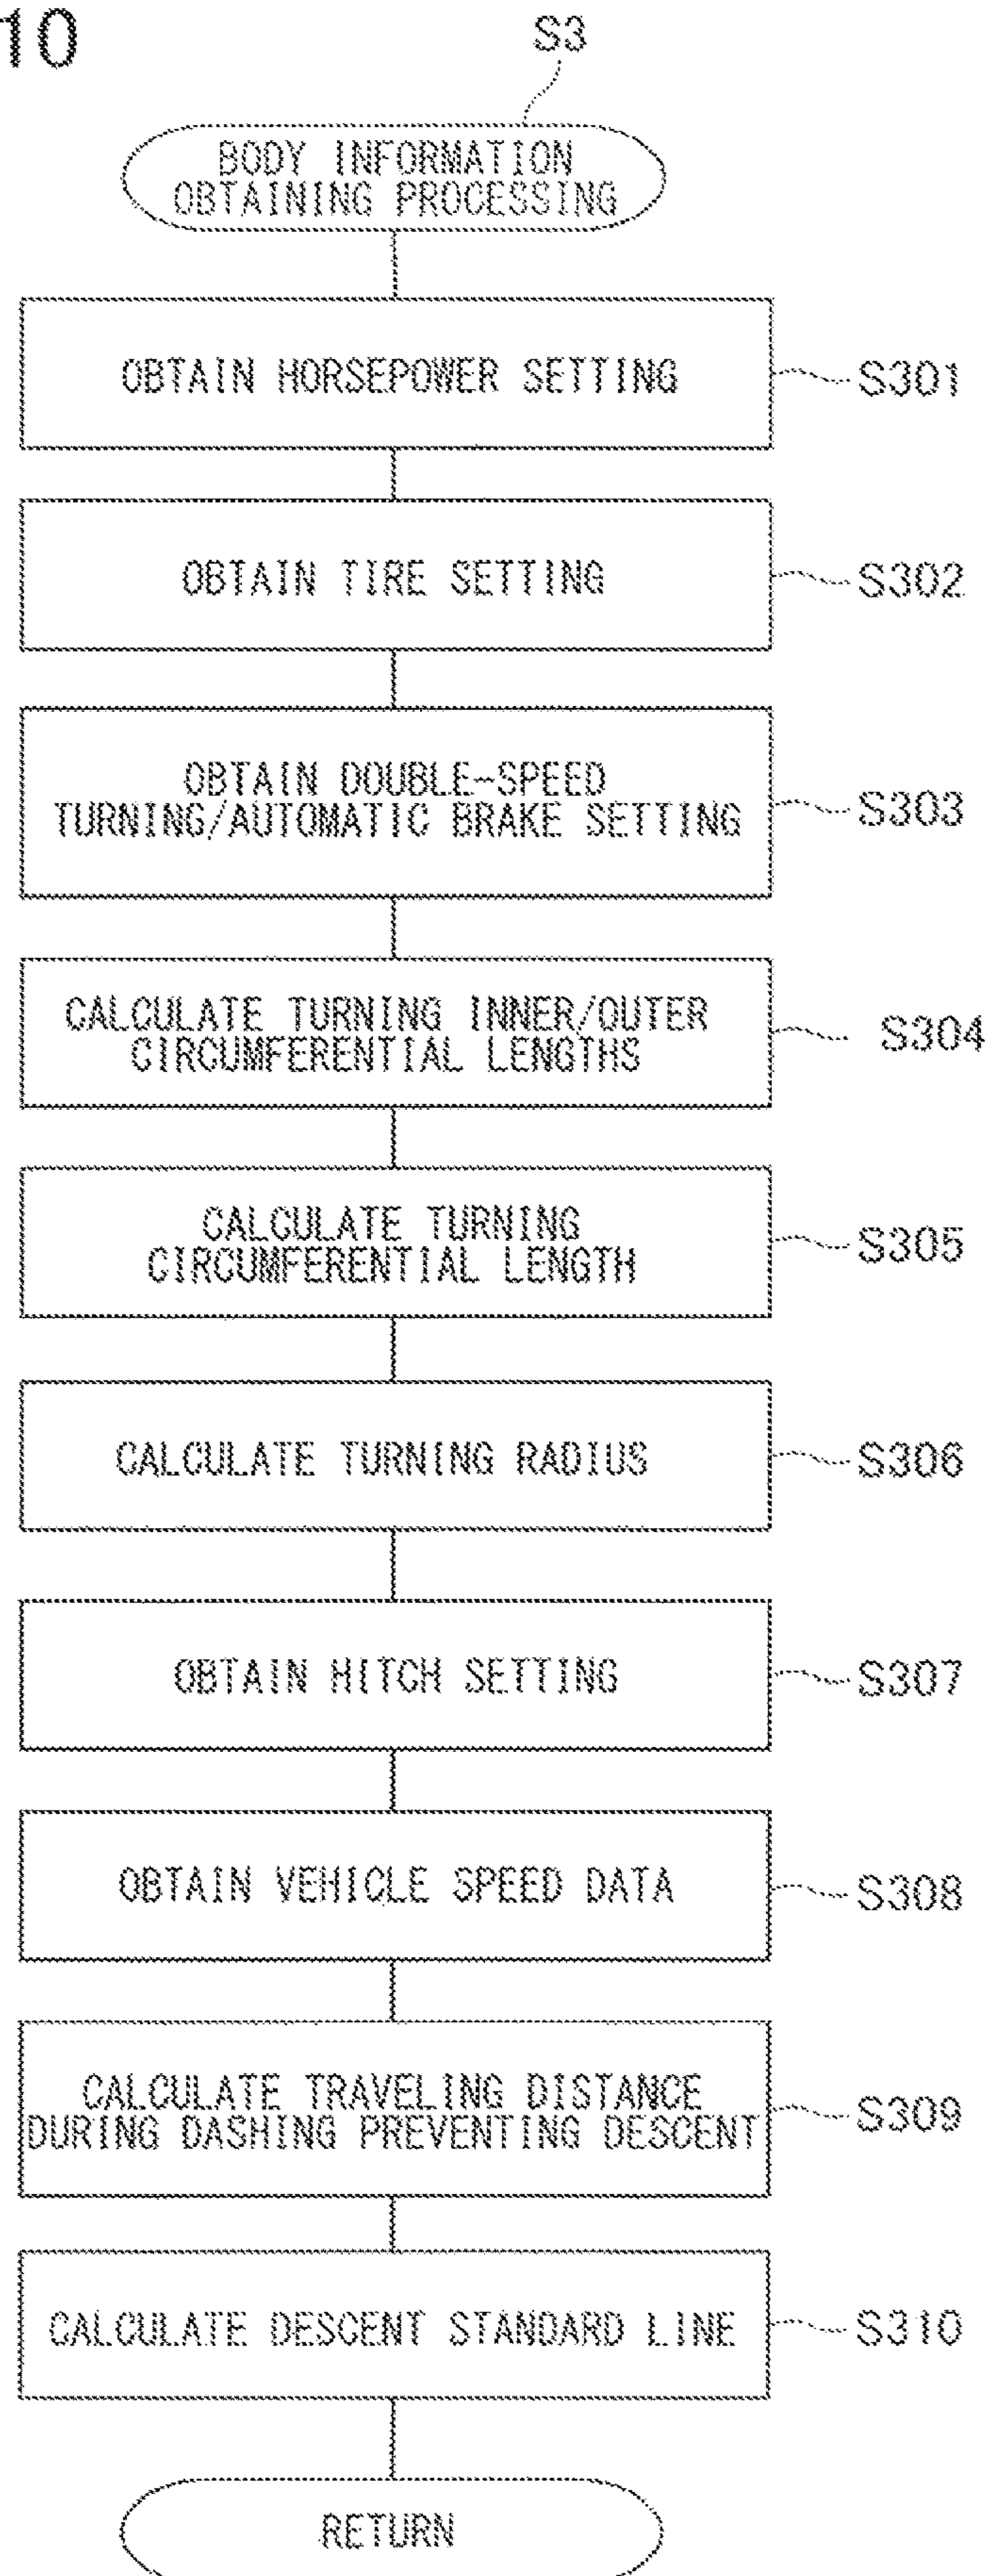 10
S3
BODY INFORMATION
OBTAINING PROCESSING
OBTAIN HORSEPOWER SETTING
S301
OBTAIN TIRE SETTING
S302
OBTAIN DOUBLE-SPEED
TURNING/AUTOMATIC BRAKE SETTING
S303
CALCULATE TURNING INNER/OUTER
CIRCUMFERENTIAL LENGTHS
S304
CALCULATE TURNING
CIRCUMFERENTIAL LENGTH
S305
CALCULATE TURNING RADIUS
S306
OBTAIN HITCH SETTING
S307
OBTAIN VEHICLE SPEED DATA
S308
CALCULATE TRAVELING DISTANCE
DURING DASHING PREVENTING DESCENT
S309
CALCULATE DESCENT STANDARD LINE
S310
RETURN